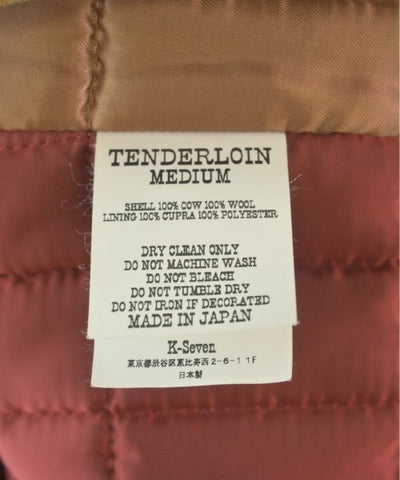 TENDERLOIN
MEDIUM
SHELL 100% COW 100% WOOL
LINING 100% CUPRA 100% POLYESTER
DRY CLEAN ONLY
DO NOT MACHINE WASH
DO NOT BLEACH
DO NOT TUMBLE DRY
DO NOT IRON IF DECORATED
MADE IN JAPAN
K-Seven
東京都渋谷区恵比寿西2-6-11F
日本製